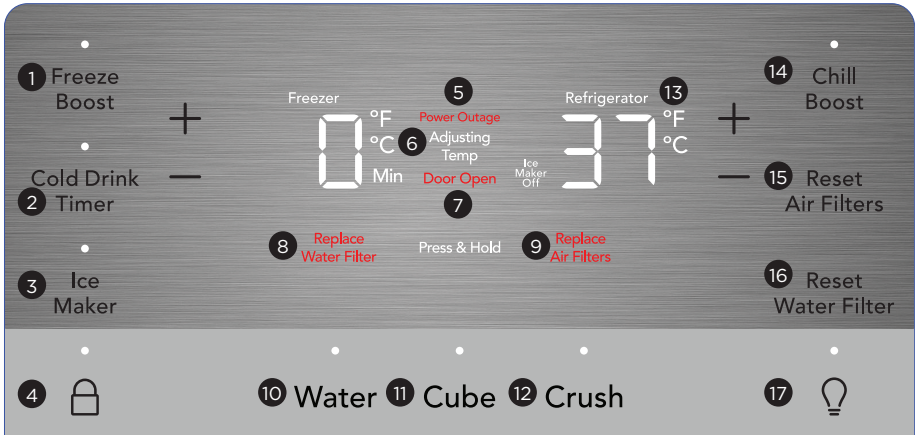 1 Freeze
Boost
+
Cold Drink
2 Timer
−
3 Ice
Maker
4
Freezer
0 °F
°C
Min
5
Power Outage
6 Adjusting
Temp
Door Open
7
Ice
Maker
Off
Refrigerator 13
37 °F
°C
8 Replace
Water Filter
Press & Hold
9 Replace
Air Filters
+
−
14 Chill
Boost
15 Reset
Air Filters
16 Reset
Water Filter
10 Water 11 Cube 12 Crush
17